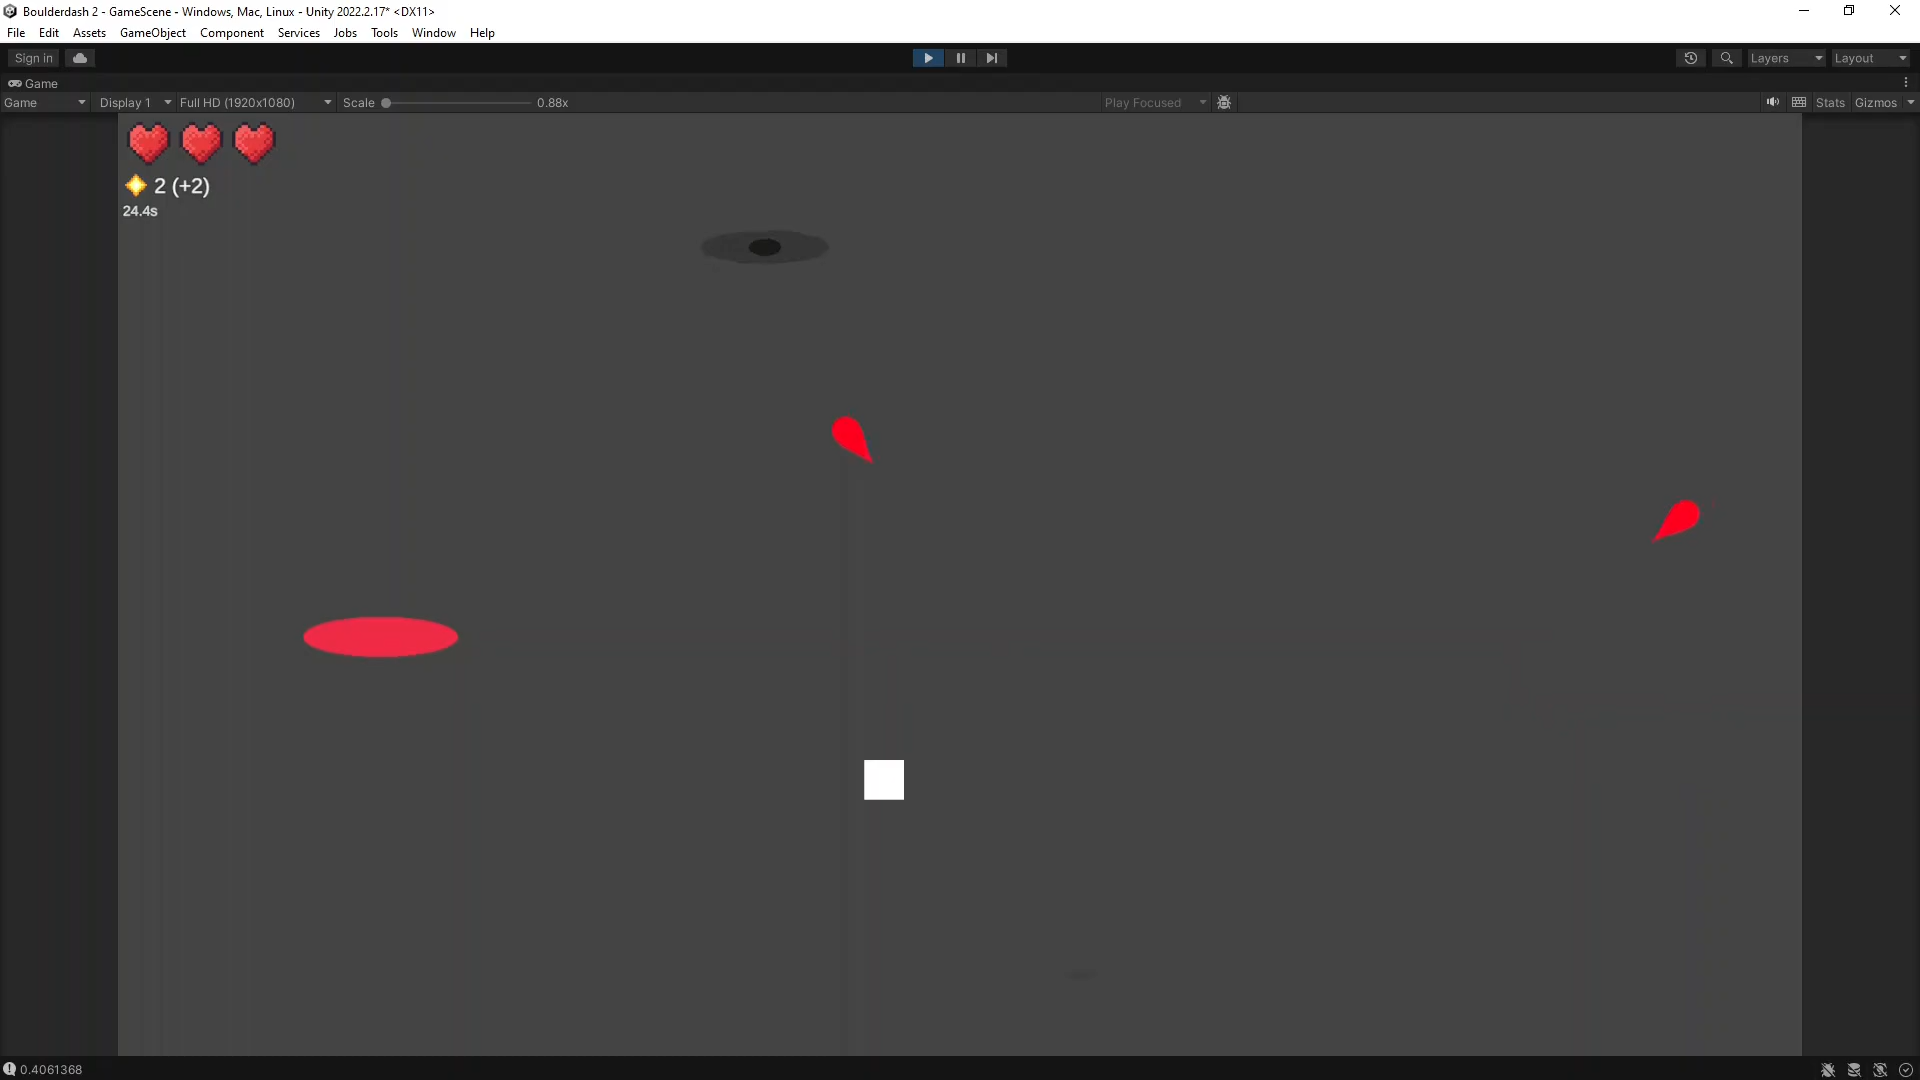 Boulderdash 2 - GameScene - Windows, Mac, Linux - Unity 2022.2.17* <DX11>
File Edit Assets GameObject Component Services Jobs Tools Window Help
Sign in Layers Layout
Game
Game Display 1 Full HD (1920x1080) Scale 0.88x Play Focused Stats Gizmos
2 (+2)
24.4s
0.4061368